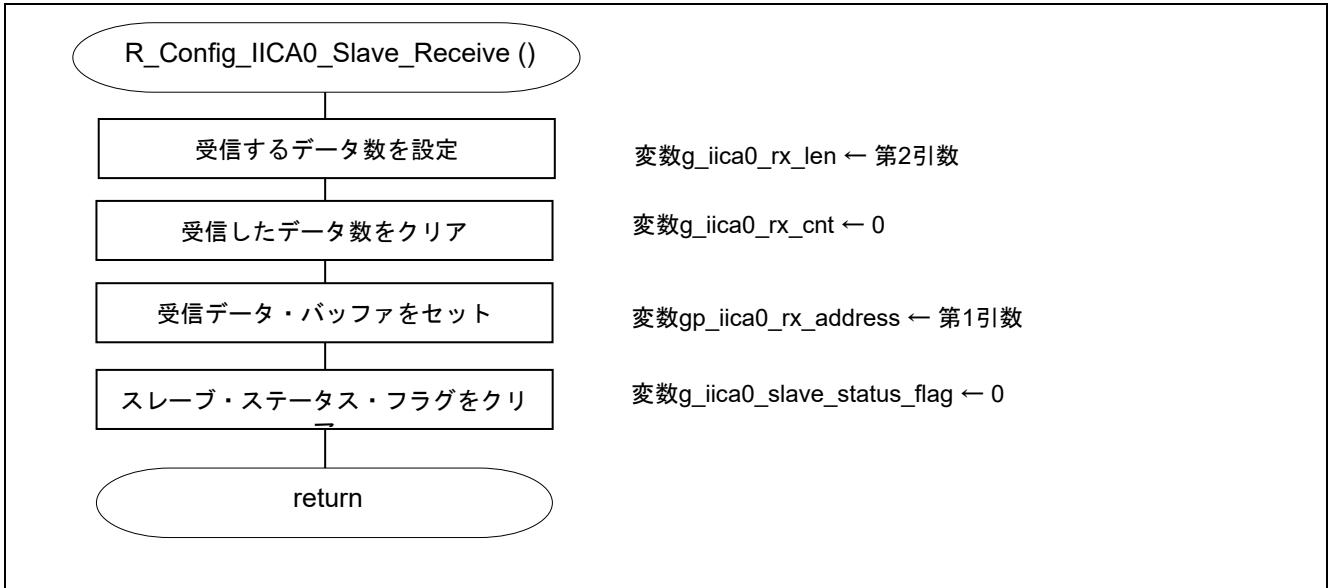 R_Config_IICA0_Slave_Receive ()
受信するデータ数を設定
変数g_iica0_rx_len ← 第2引数
受信したデータ数をクリア
変数g_iica0_rx_cnt ← 0
受信データ・バッファをセット
変数gp_iica0_rx_address ← 第1引数
スレーブ・ステータス・フラグをクリ
変数g_iica0_slave_status_flag ← 0
return